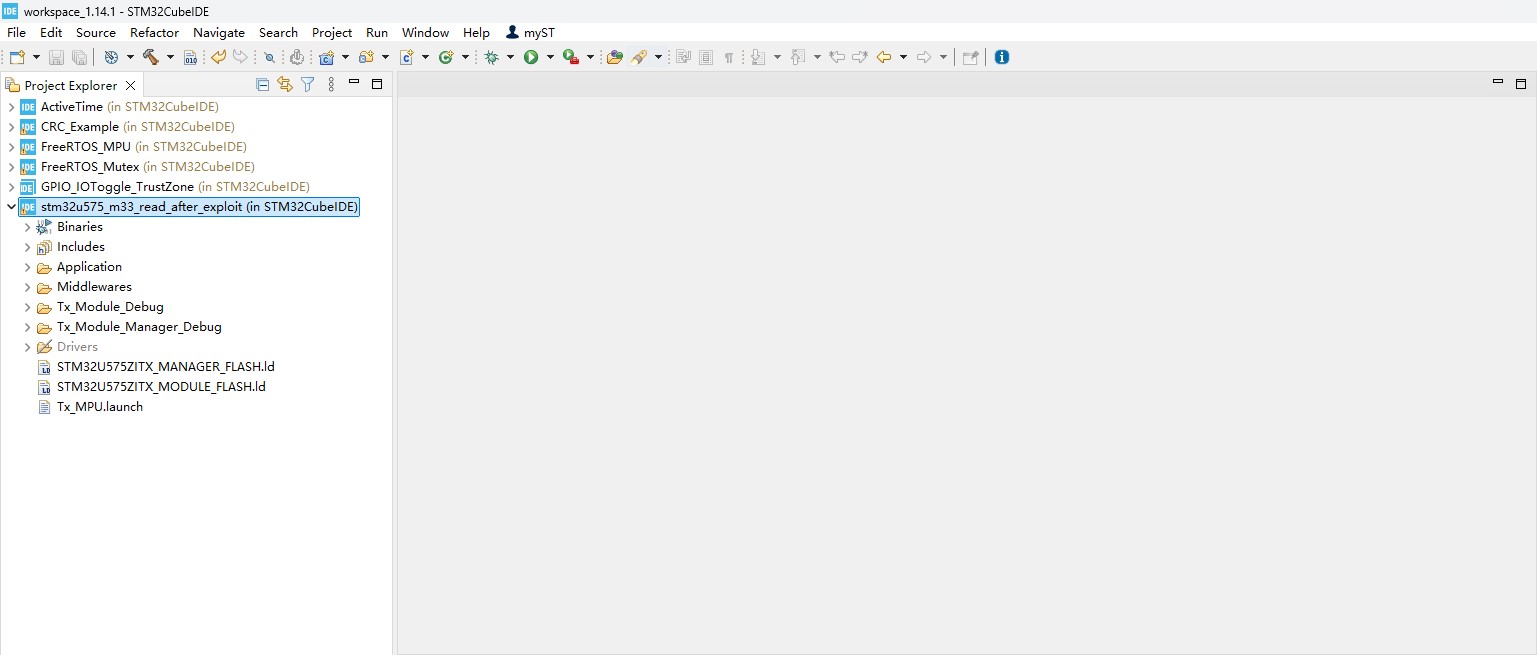 workspace_1.14.1 - STM32CubeIDE
File Edit Source Refactor Navigate Search Project Run Window Help myST
Project Explorer
ActiveTime (in STM32CubeIDE)
CRC_Example (in STM32CubeIDE)
FreeRTOS_MPU (in STM32CubeIDE)
FreeRTOS_Mutex (in STM32CubeIDE)
GPIO_IOToggle_TrustZone (in STM32CubeIDE)
stm32u575_m33_read_after_exploit (in STM32CubeIDE)
Binaries
Includes
Application
Middlewares
Tx_Module_Debug
Tx_Module_Manager_Debug
Drivers
STM32U575ZITX_MANAGER_FLASH.ld
STM32U575ZITX_MODULE_FLASH.ld
Tx_MPU.launch